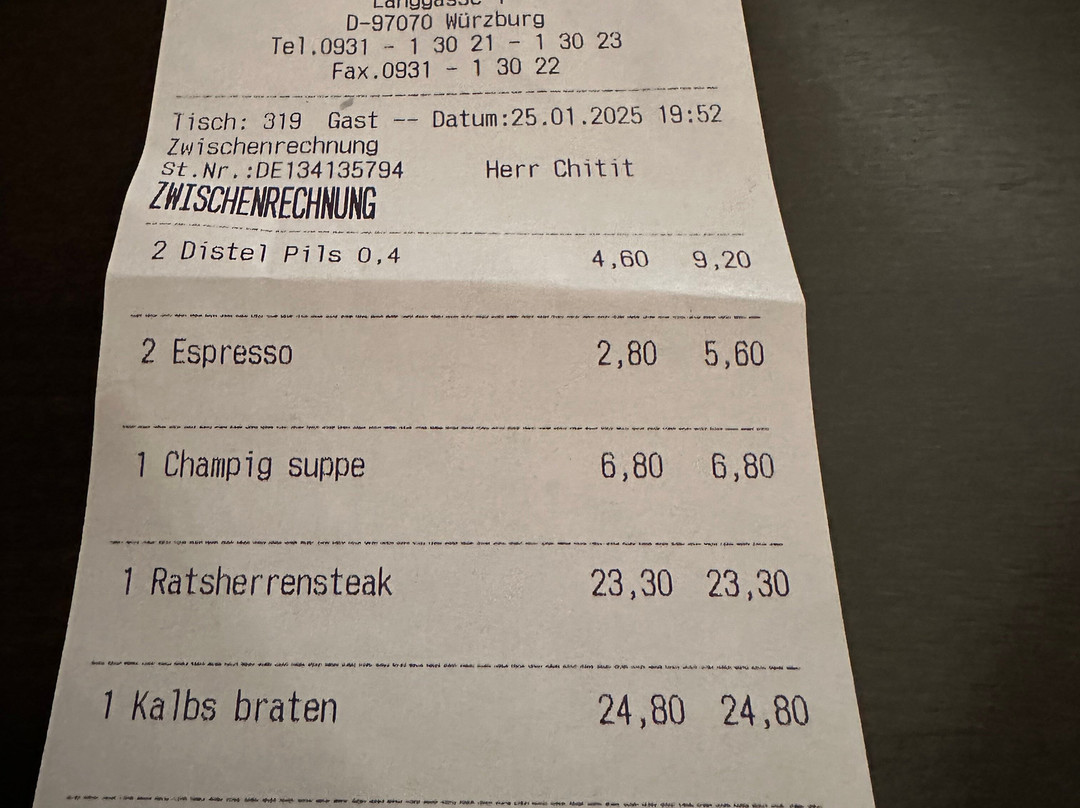 D-97070 Würzburg
Tel.0931 - 1 30 21 - 1 30 23
Fax.0931 - 1 30 22
Tisch: 319 Gast -- Datum:25.01.2025 19:52
Zwischenrechnung
St.Nr.:DE134135794 Herr Chitit
ZWISCHENRECHNUNG
2 Distel Pils 0,4 4,60 9,20
2 Espresso 2,80 5,60
1 Champig suppe 6,80 6,80
1 Ratsherrensteak 23,30 23,30
1 Kalbs braten 24,80 24,80